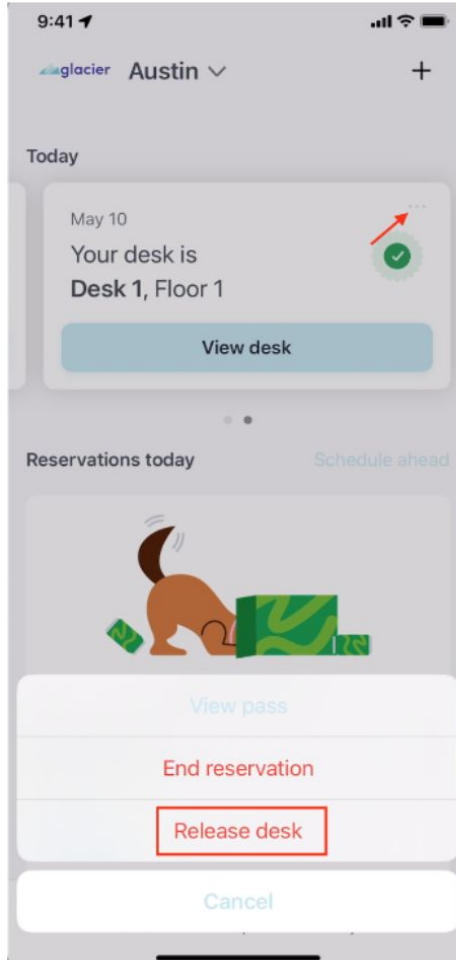 9:41
glacier Austin
Today
May 10
Your desk is
Desk 1, Floor 1
View desk
Reservations today Schedule ahead
View pass
End reservation
Release desk
Cancel